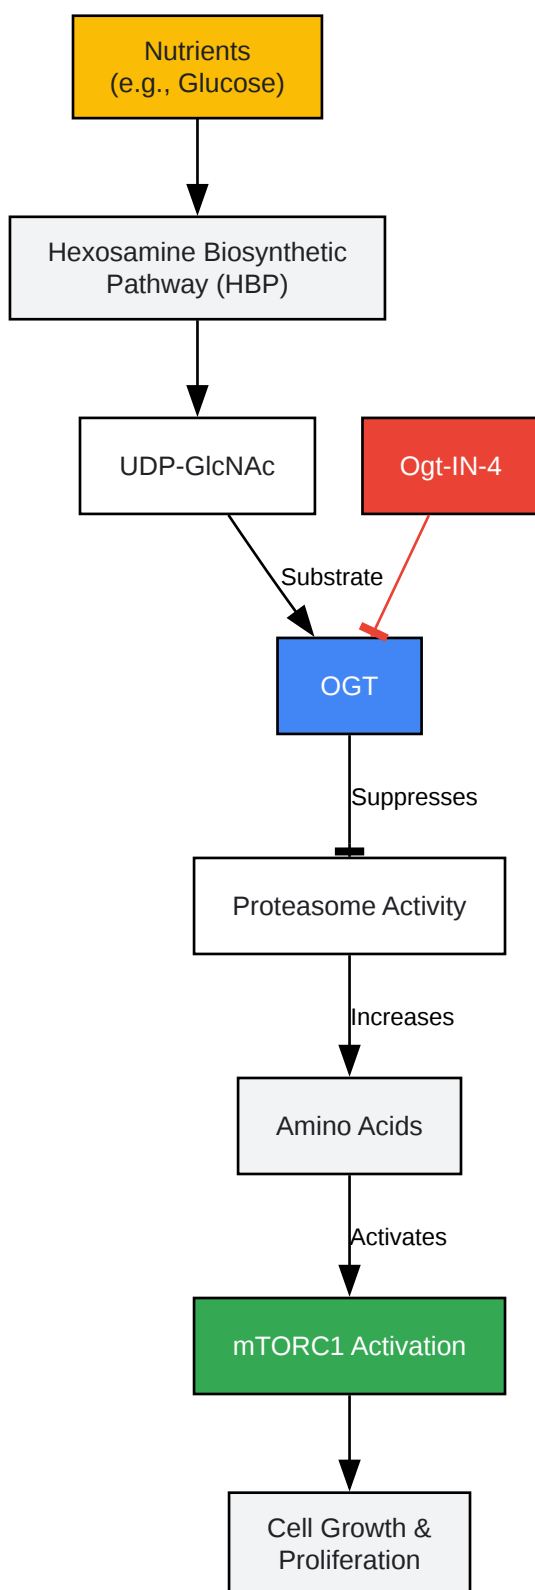 Nutrients
(e.g., Glucose)
Hexosamine Biosynthetic
Pathway (HBP)
UDP-GlcNAc
Ogt-IN-4
Substrate
OGT
Suppresses
Proteasome Activity
Increases
Amino Acids
Activates
mTORC1 Activation
Cell Growth &
Proliferation